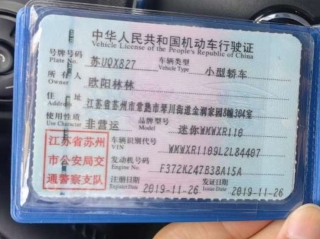 中华人民共和国机动车行驶证
Vehicle License of the People's Republic of China
号牌号码 苏UQX827 车辆类型 小型轿车
Plate No. Vehicle Type
所有人 欧阳林林
Owner
住址 江苏省苏州市常熟市琴川街道金湖家园8幢304室
Address
使用性质 非营运 品牌型号 迷你WMWXR110
Use Character Model
江苏省苏州
市公安局交
通警察支队
车辆识别代号 WMWXR1109L2L84407
VIN
发动机号码 F372K247B38A15A
Engine No.
注册日期 2019-11-26 发证日期 2019-11-26
Register Date Issue Date